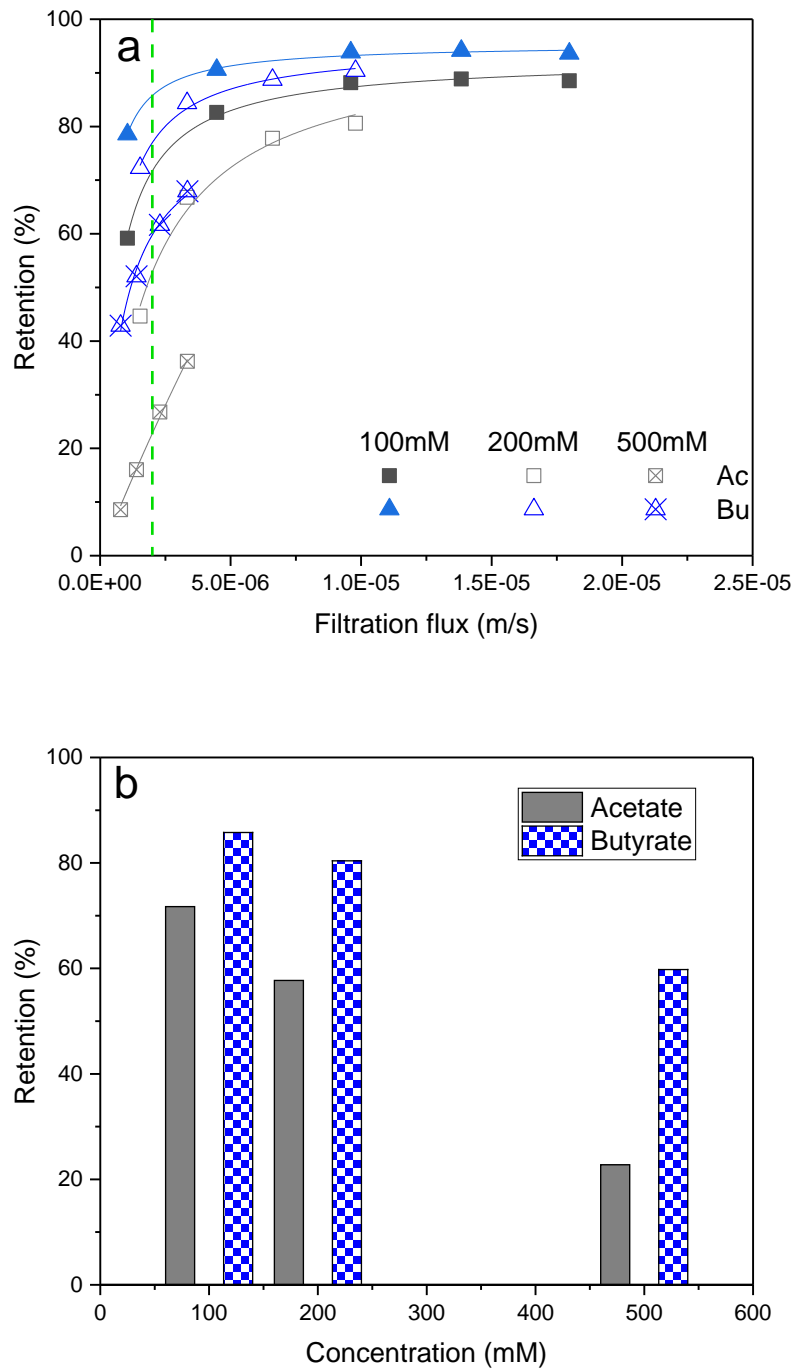 a
100
80
60
40
20
0
Retention (%)
100mM 200mM 500mM
Ac
Bu
0.0E+00 5.0E-06 1.0E-05 1.5E-05 2.0E-05 2.5E-05
Filtration flux (m/s)
b
100
80
60
40
20
0
Retention (%)
Acetate
Butyrate
0 100 200 300 400 500 600
Concentration (mM)